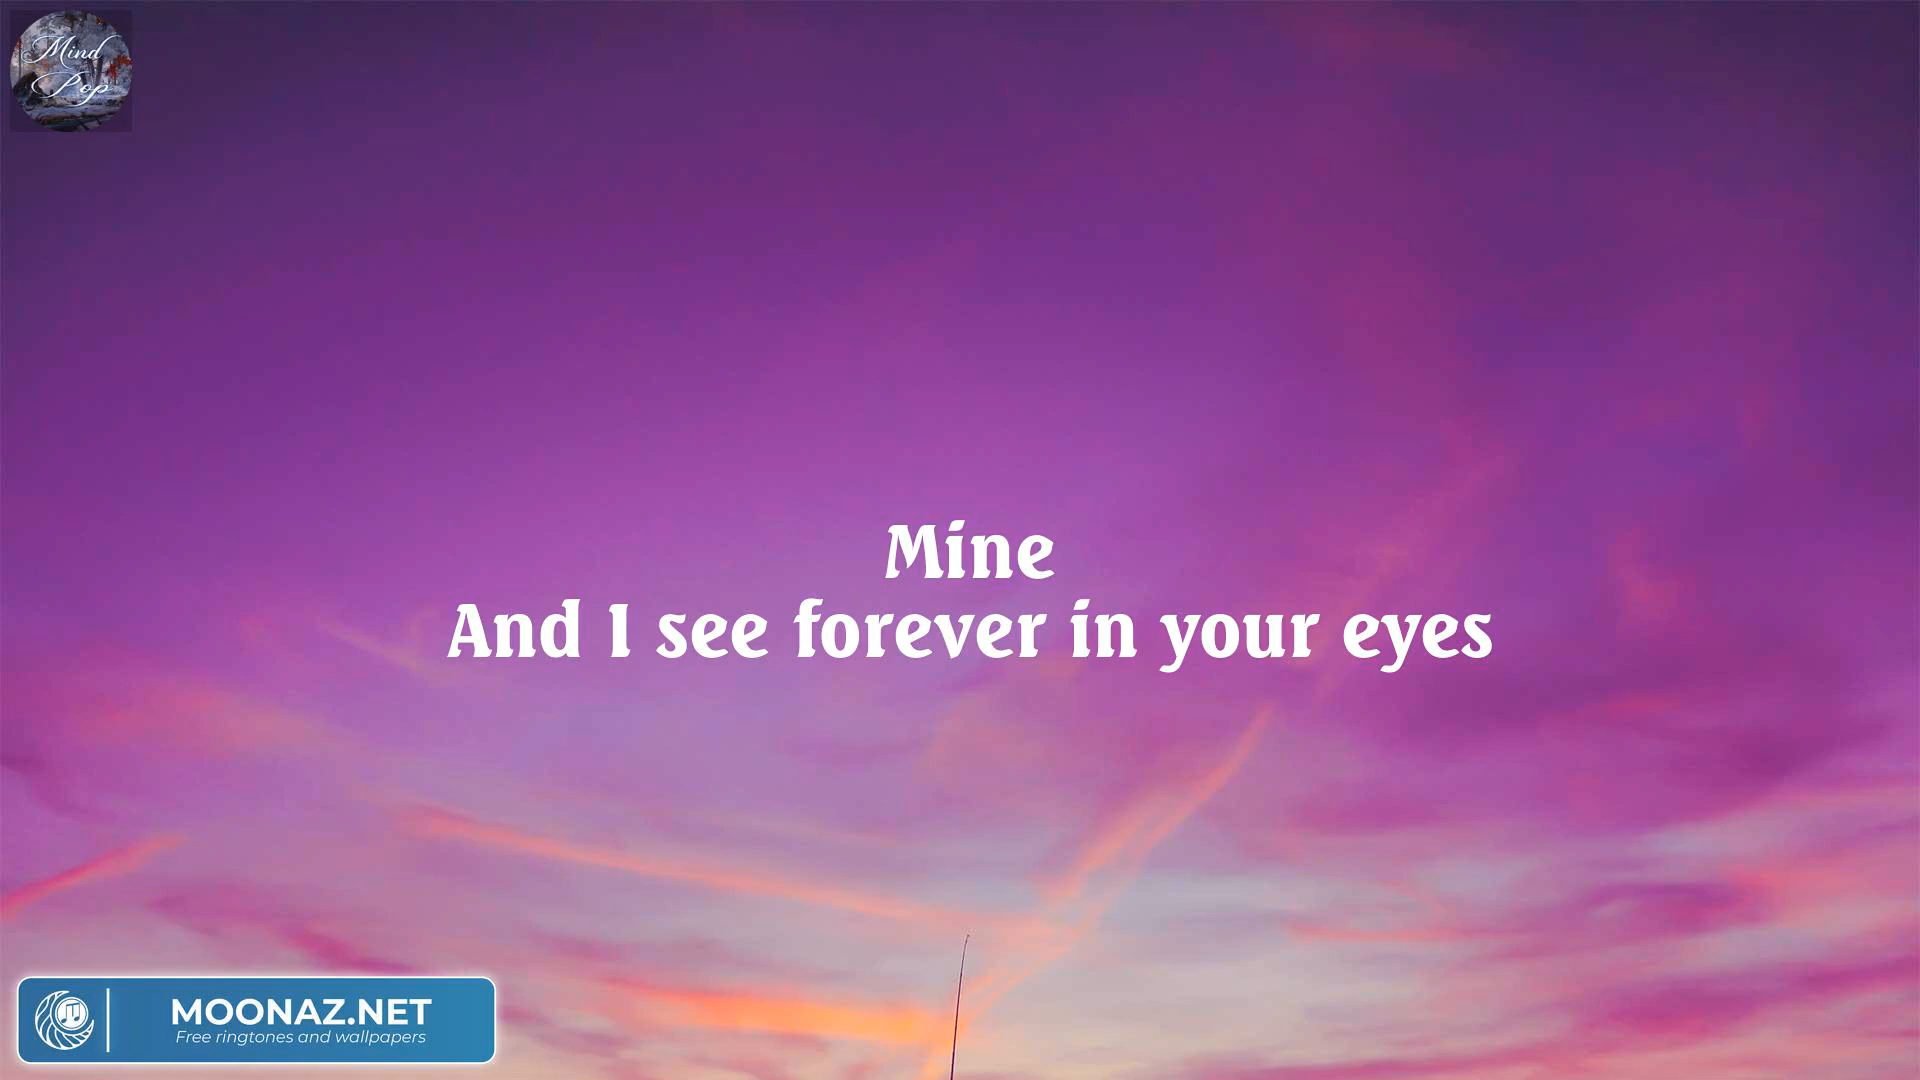 Mind
Pop
Mine
And I see forever in your eyes
MOONAZ.NET
Free ringtones and wallpapers